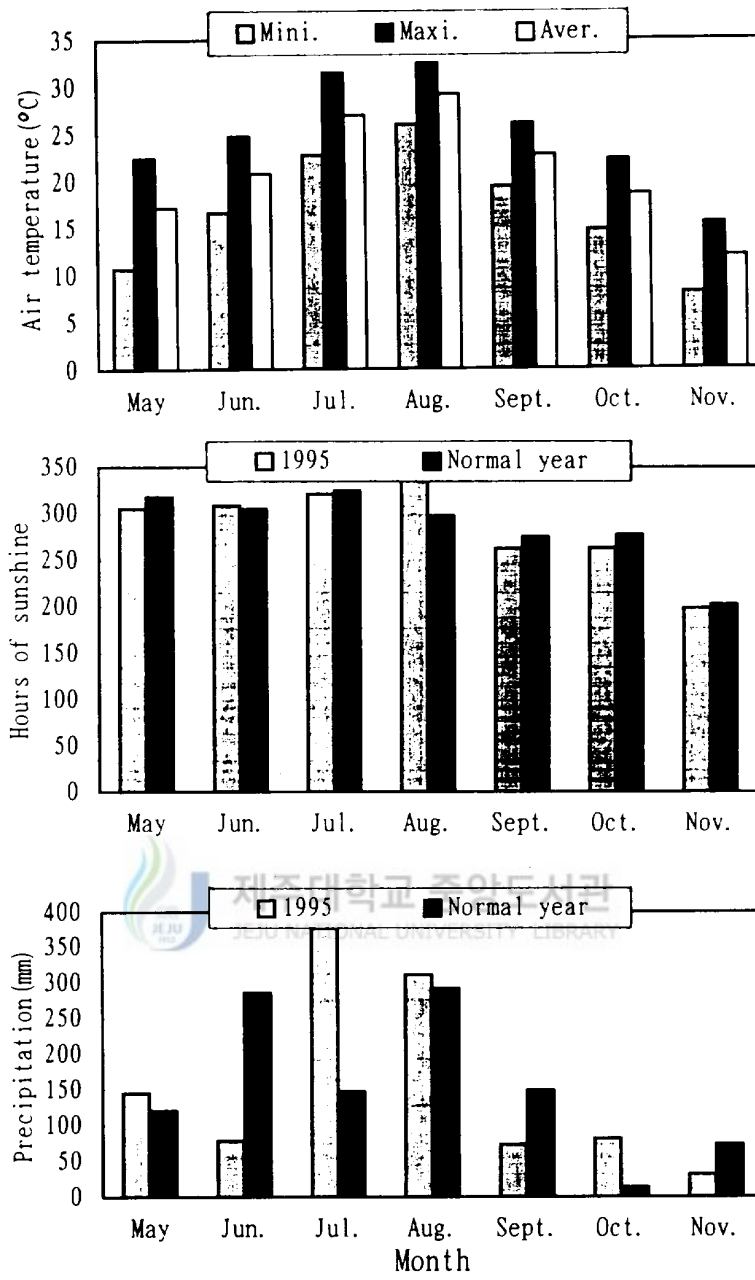 Mini. Maxi. Aver.
Air temperature(°C)
35
30
25
20
15
10
5
0
May Jun. Jul. Aug. Sept. Oct. Nov.
1995 Normal year
Hours of sunshine
350
300
250
200
150
100
50
0
May Jun. Jul. Aug. Sept. Oct. Nov.
제주대학교 중앙도서관
JEJU NATIONAL UNIVERSITY LIBRARY
JEJU
1952
1995 Normal year
Precipitation(mm)
400
350
300
250
200
150
100
50
0
May Jun. Jul. Aug. Sept. Oct. Nov.
Month